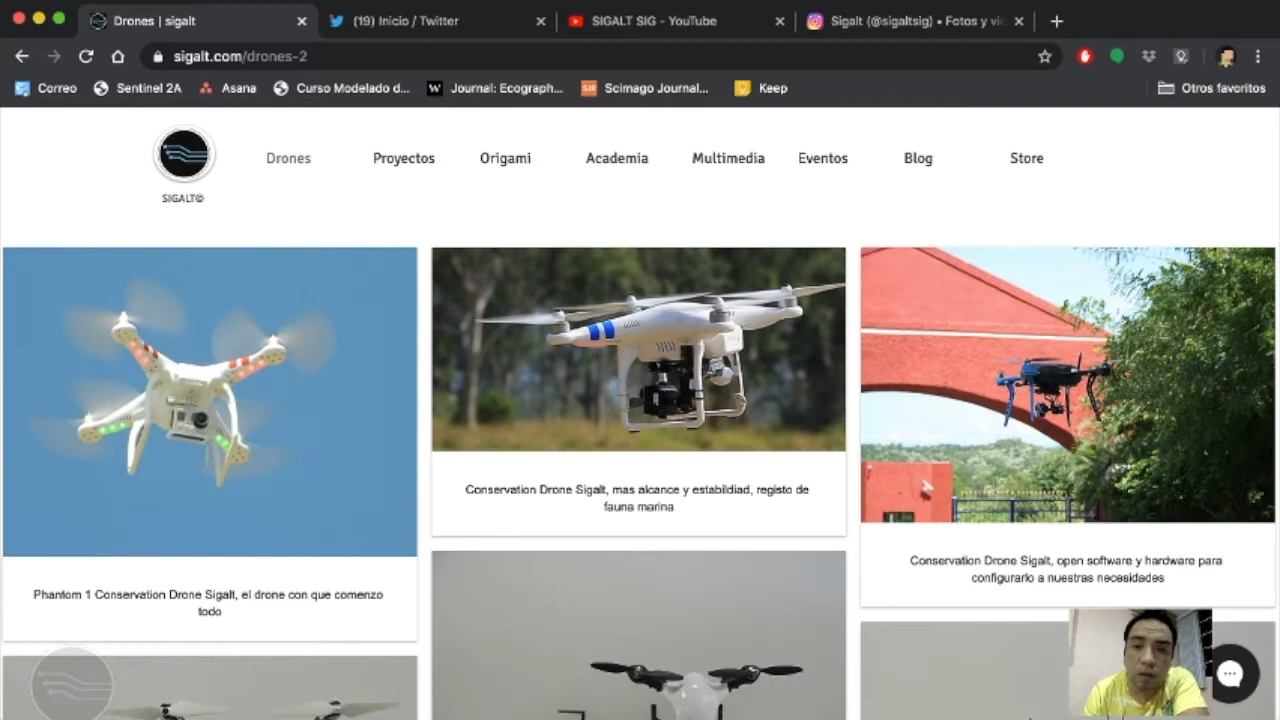 Drones | sigalt
(19) Inicio / Twitter
SIGALT SIG - YouTube
Sigalt (@sigaltsig) • Fotos y vid
sigalt.com/drones-2
Correo
Sentinel 2A
Asana
Curso Modelado d...
W
Journal: Ecograph...
SJR
Scimago Journal...
Keep
Otros favoritos
SIGALT©
Drones
Proyectos
Origami
Academia
Multimedia
Eventos
Blog
Store
Phantom 1 Conservation Drone Sigalt, el drone con que comenzo
todo
Conservation Drone Sigalt, mas alcance y estabildiad, registo de
fauna marina
Conservation Drone Sigalt, open software y hardware para
configurarlo a nuestras necesidades